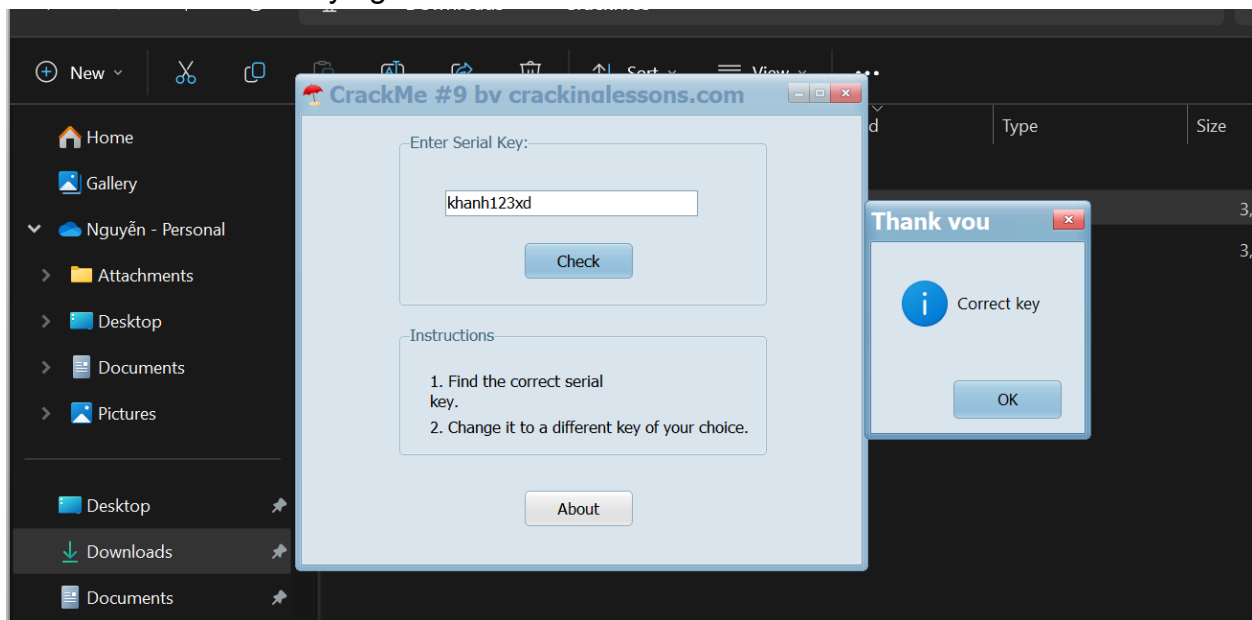 New
Sort
View
CrackMe #9 by crackinglessons.com
d
Type
Size
Home
Enter Serial Key:
Gallery
khanh123xd
Thank you
3,
Nguyễn - Personal
Check
3,
Attachments
Correct key
Desktop
Instructions
Documents
1. Find the correct serial
key.
OK
Pictures
2. Change it to a different key of your choice.
Desktop
About
Downloads
Documents